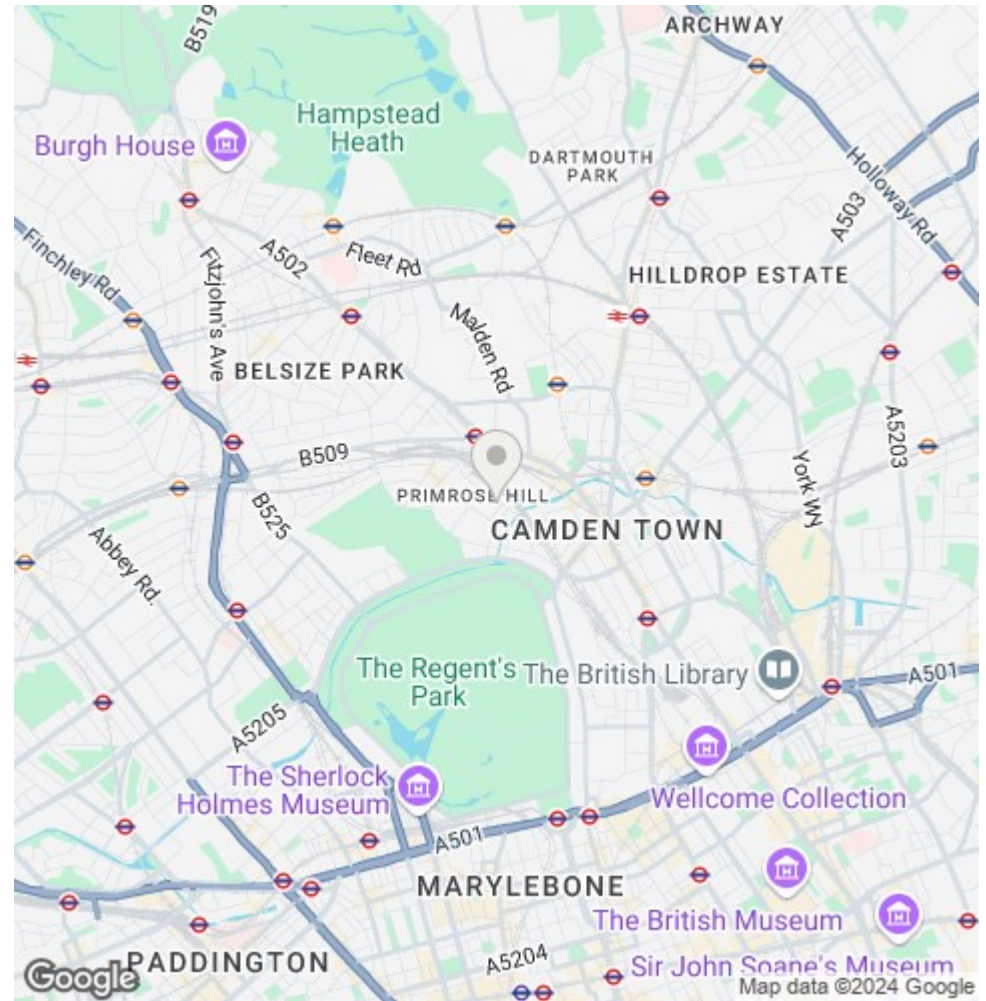 B519
ARCHWAY
Hampstead
Heath
Burgh House
DARTMOUTH
PARK
Holloway Rd
A503
A502
Fleet Rd
Finchley Rd
Fitzjohn's Ave
HILLDROP ESTATE
Malden Rd
BELSIZE PARK
A5203
B509
York Wy
PRIMROSE HILL
B525
CAMDEN TOWN
Abbey Rd.
The Regent's
Park
The British Library
A501
A5205
The Sherlock
Holmes Museum
Wellcome Collection
A501
MARYLEBONE
The British Museum
PADDINGTON
A5204
Sir John Soane's Museum
Google
Map data ©2024 Google